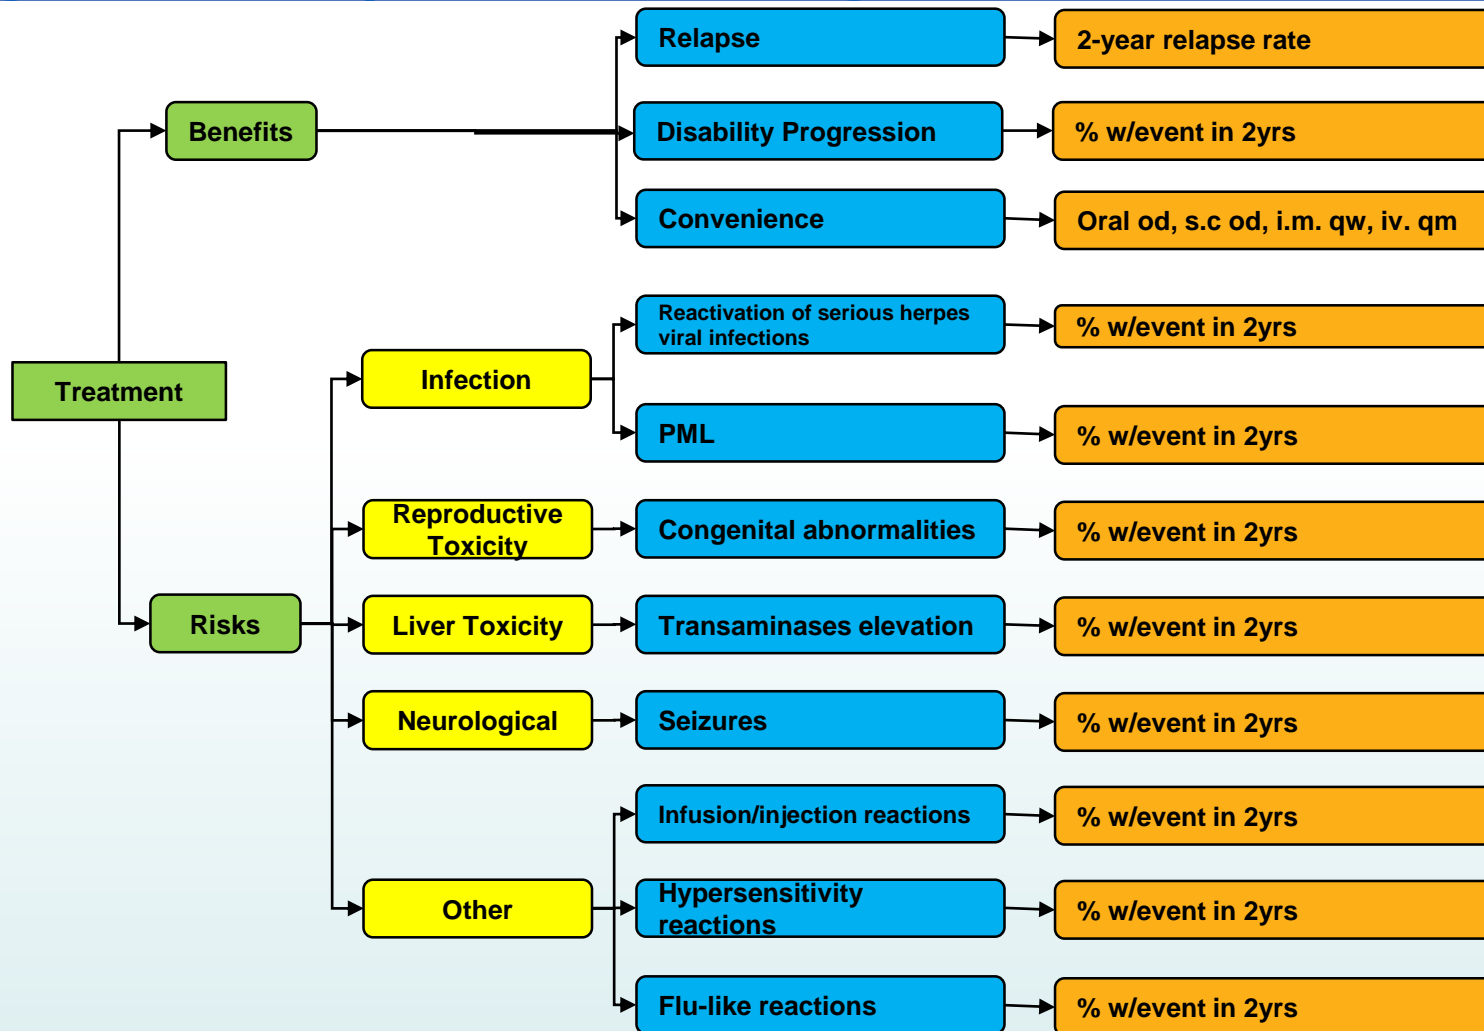 Relapse
2-year relapse rate
Benefits
Disability Progression
% w/event in 2yrs
Convenience
Oral od, s.c od, i.m. qw, iv. qm
Treatment
Infection
Reactivation of serious herpes
viral infections
% w/event in 2yrs
PML
% w/event in 2yrs
Reproductive
Toxicity
Congenital abnormalities
% w/event in 2yrs
Risks
Liver Toxicity
Transaminases elevation
% w/event in 2yrs
Neurological
Seizures
% w/event in 2yrs
Infusion/injection reactions
% w/event in 2yrs
Other
Hypersensitivity
reactions
% w/event in 2yrs
Flu-like reactions
% w/event in 2yrs